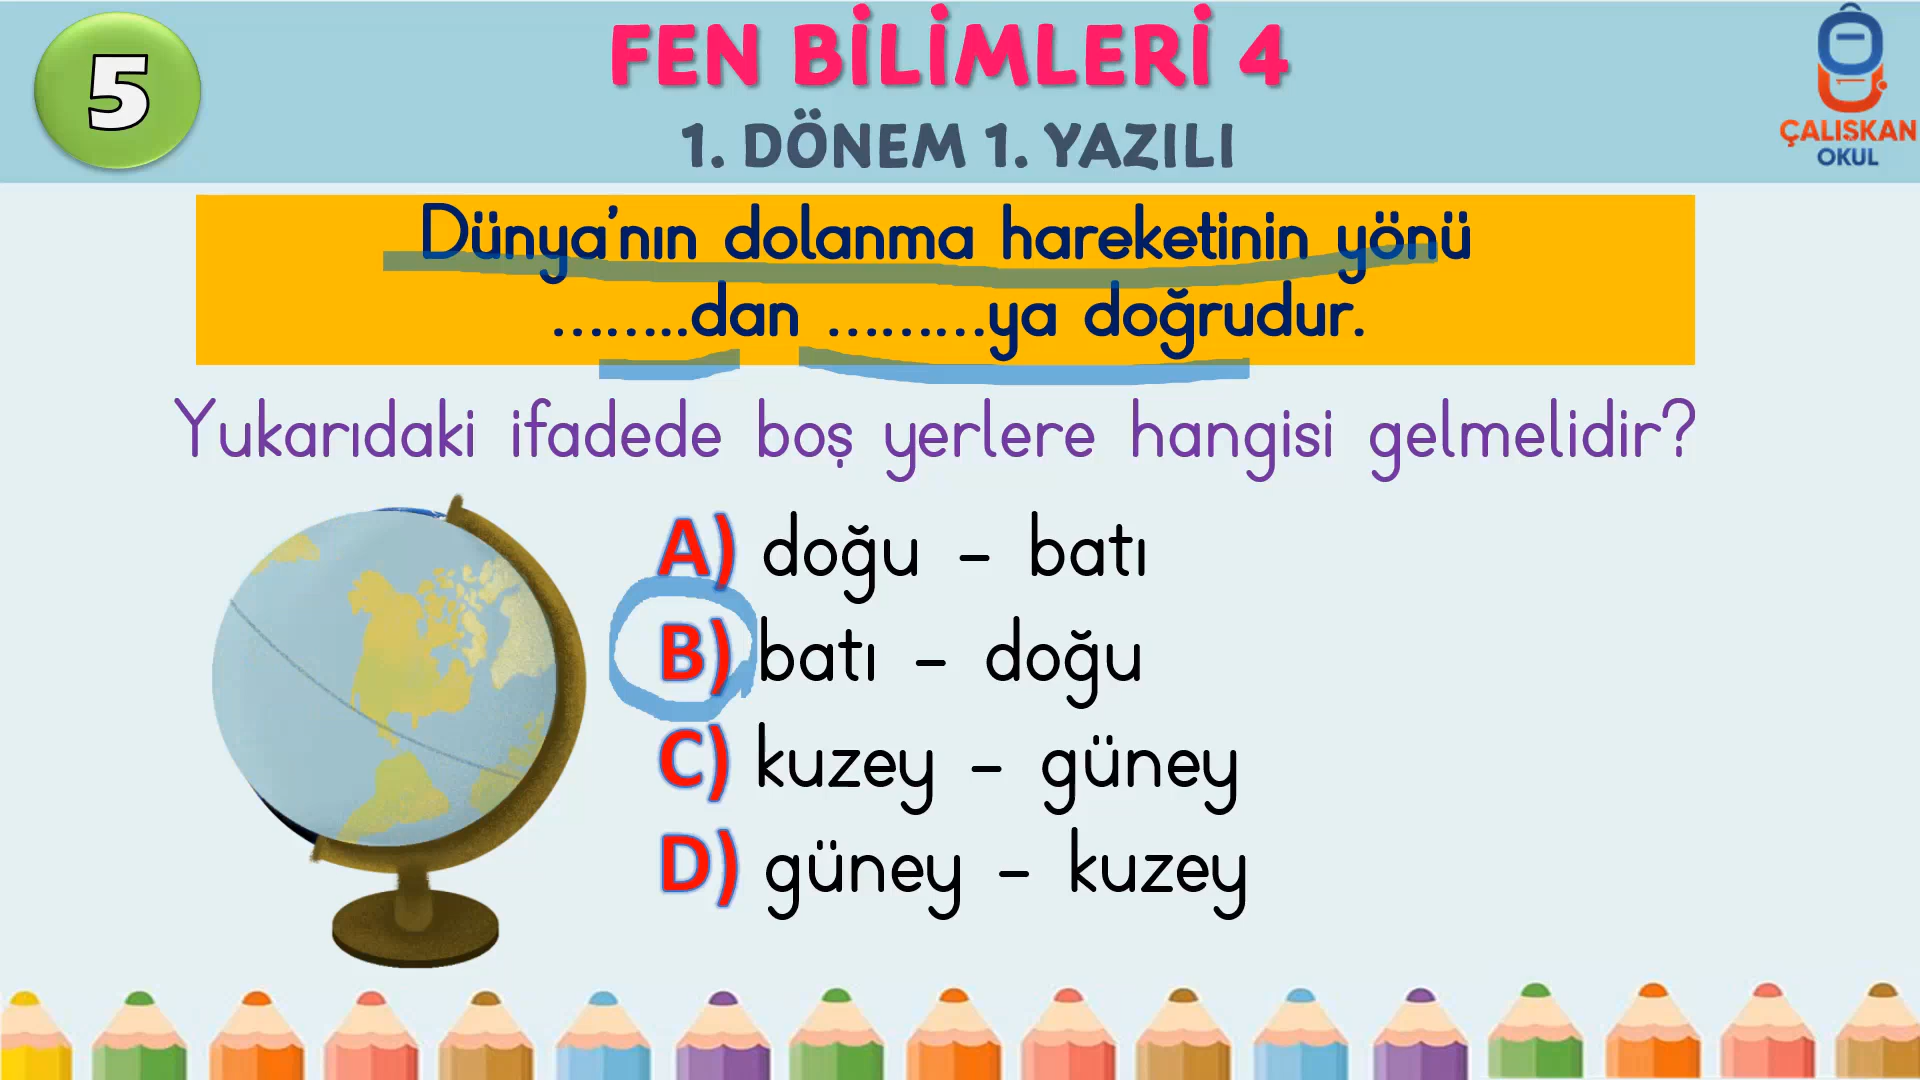 5
FEN BİLİMLERİ 4
1. DÖNEM 1. YAZILI
ÇALIŞKAN
OKUL
Dünya'nın dolanma hareketinin yönü
........dan .........ya doğrudur.
Yukarıdaki ifadede boş yerlere hangisi gelmelidir?
A) doğu - batı
B) batı - doğu
C) kuzey - güney
D) güney - kuzey